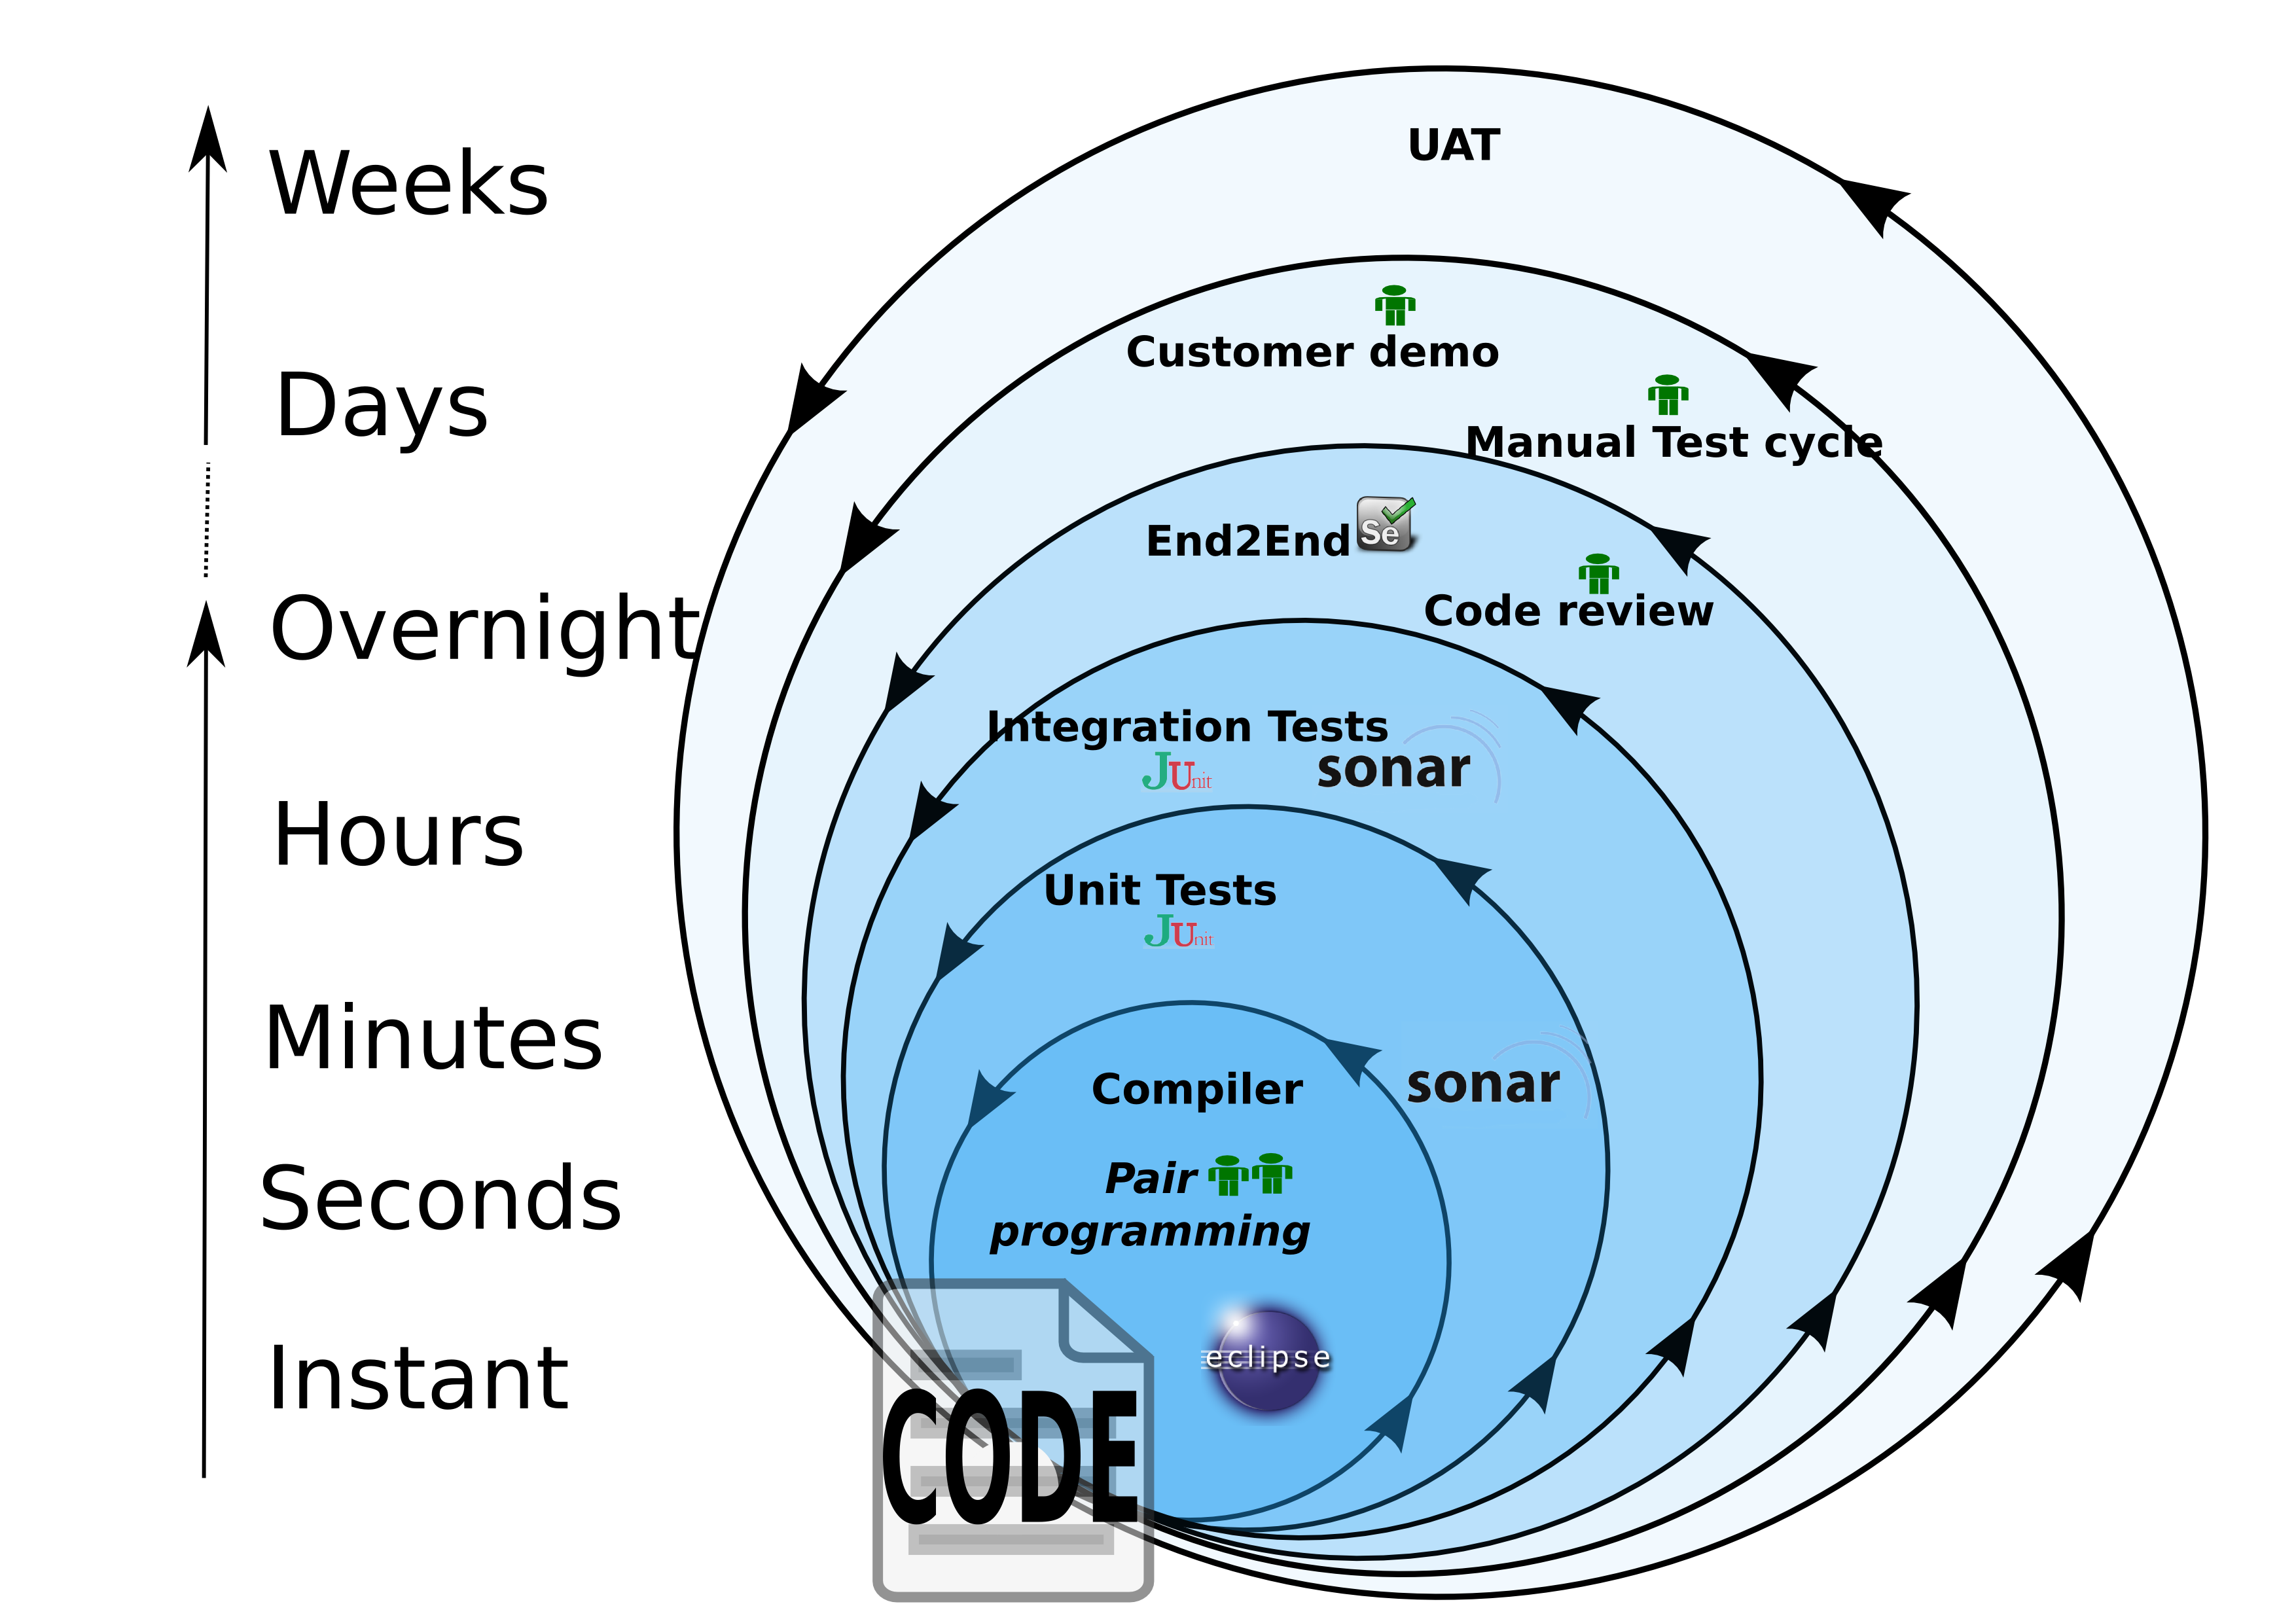 Weeks
Days
Overnight
Hours
Minutes
Seconds
Instant
UAT
Customer demo
Manual Test cycle
End2End
Se
Code review
Integration Tests
JUnit
sonar
Unit Tests
JUnit
Compiler
sonar
Pair
programming
eclipse
CODE